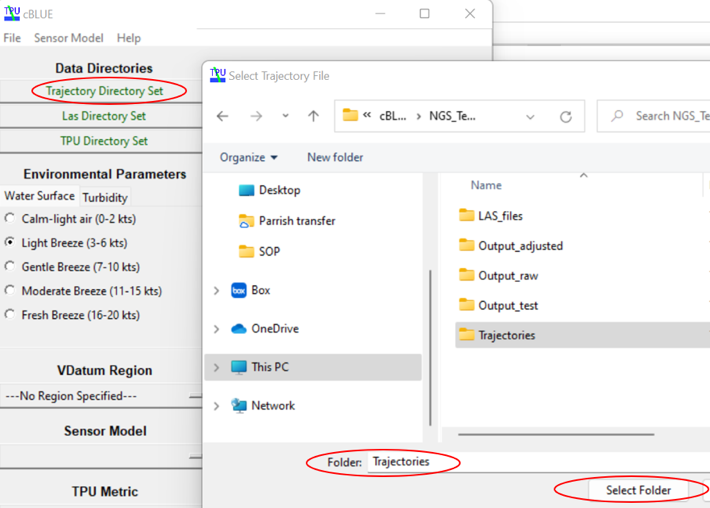 TPU cBLUE
File Sensor Model Help
Data Directories
Trajectory Directory Set
Las Directory Set
TPU Directory Set
Environmental Parameters
Water Surface Turbidity
Calm-light air (0-2 kts)
Light Breeze (3-6 kts)
Gentle Breeze (7-10 kts)
Moderate Breeze (11-15 kts)
Fresh Breeze (16-20 kts)
VDatum Region
---No Region Specified---
Sensor Model
TPU Metric
TPU Select Trajectory File
« cBL... › NGS_Te...
Search NGS_Te
Organize New folder
Desktop
Parrish transfer
SOP
box Box
OneDrive
This PC
Network
Name
LAS_files
Output_adjusted
Output_raw
Output_test
Trajectories
Folder: Trajectories
Select Folder